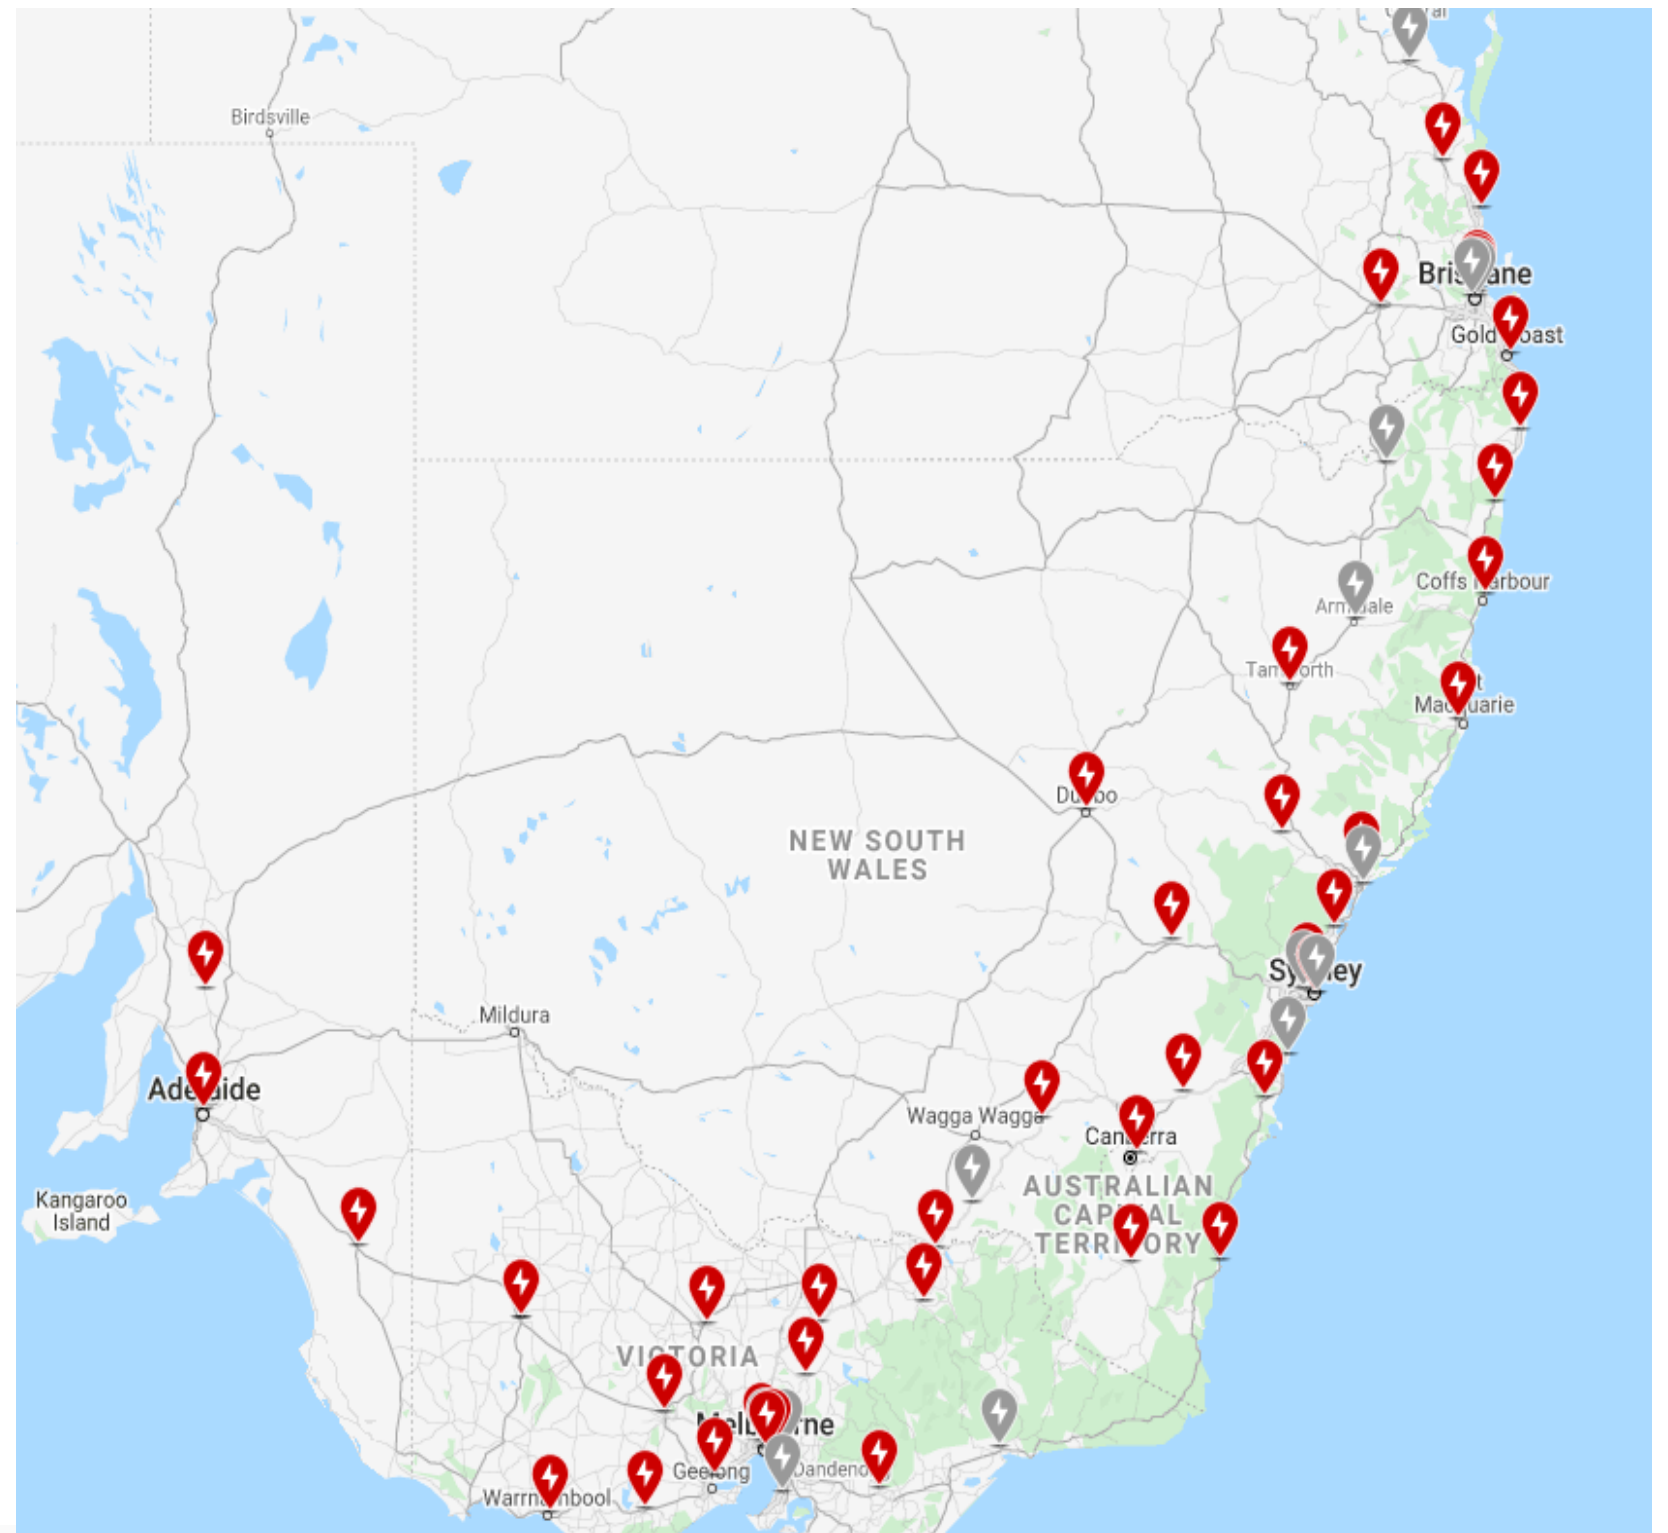 Birdsville
Brisbane
Gold Coast
Coffs Harbour
Armidale
Tamworth
Macquarie
Dubbo
NEW SOUTH
WALES
Sydney
Mildura
Adelaide
Wagga Wagga
Canberra
AUSTRALIAN
CAPITAL
TERRITORY
Kangaroo
Island
VICTORIA
Melbourne
Geelong
Dandenong
Warrnambool